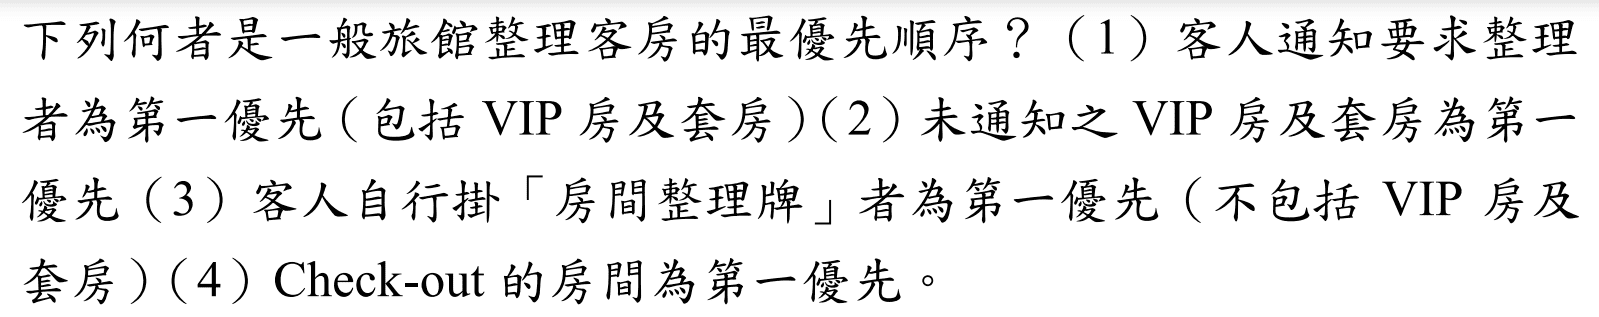 下列何者是一般旅館整理客房的最優先順序？（1）客人通知要求整理
者為第一優先（包括 VIP 房及套房）（2）未通知之 VIP 房及套房為第一
優先（3）客人自行掛「房間整理牌」者為第一優先（不包括 VIP 房及
套房）（4）Check-out 的房間為第一優先。